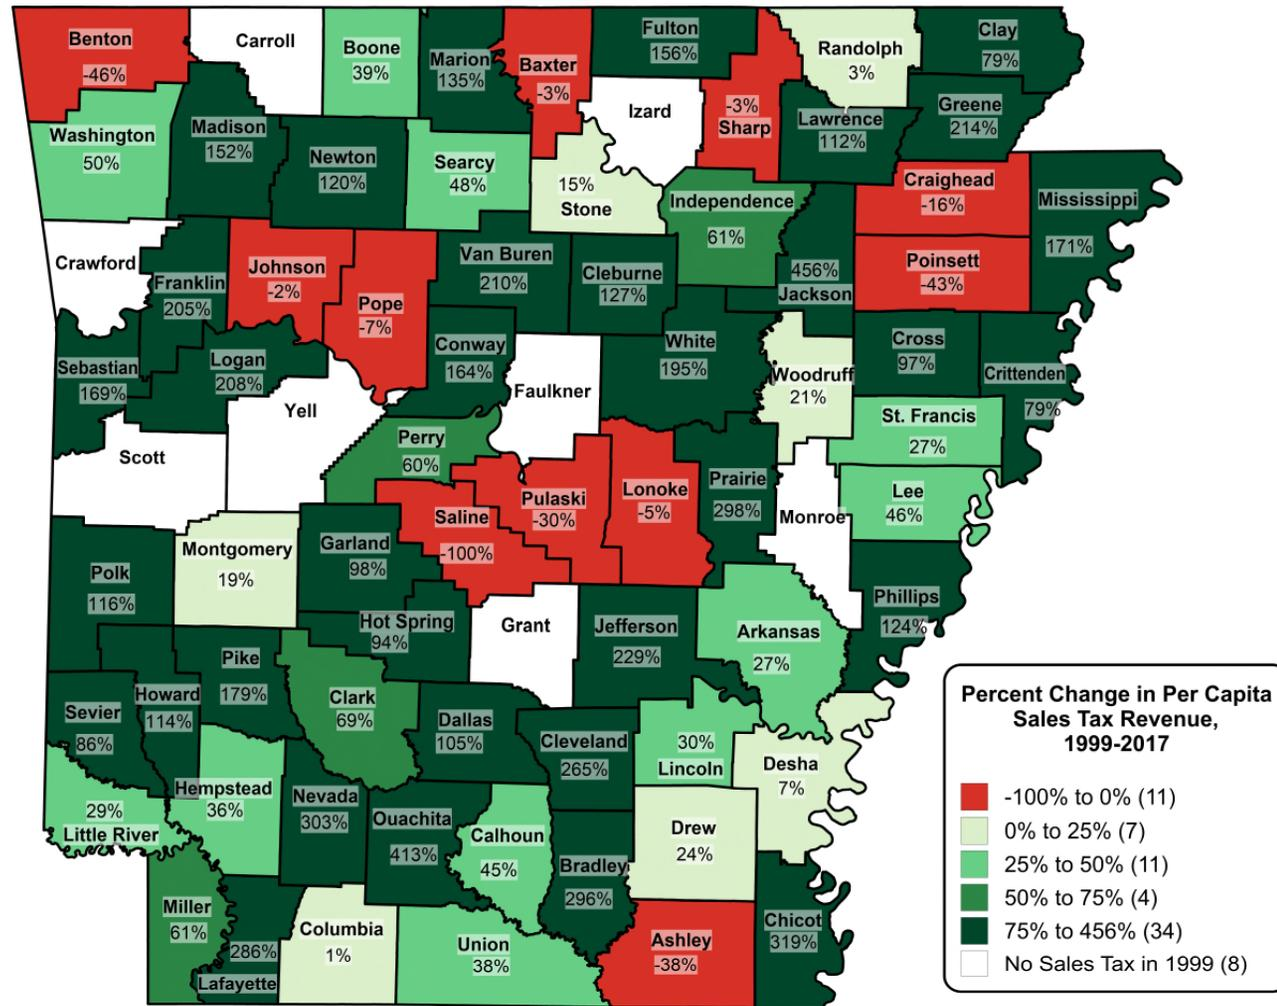 Benton
-46%
Carroll
Boone
39%
Marion
135%
Baxter
-3%
Fulton
156%
Izard
-3%
Sharp
Randolph
3%
Clay
79%
Washington
50%
Madison
152%
Newton
120%
Searcy
48%
15%
Stone
Lawrence
112%
Greene
214%
Independence
61%
Craighead
-16%
Mississippi
171%
Crawford
Franklin
205%
Johnson
-2%
Pope
-7%
Van Buren
210%
Cleburne
127%
456%
Jackson
Poinsett
-43%
Sebastian
169%
Logan
208%
Conway
164%
White
195%
Cross
97%
Crittenden
79%
Faulkner
Woodruff
21%
Yell
Scott
Perry
60%
St. Francis
27%
Pulaski
-30%
Lonoke
-5%
Prairie
298%
Lee
46%
Saline
-100%
Monroe
Montgomery
19%
Garland
98%
Polk
116%
Hot Spring
94%
Grant
Jefferson
229%
Arkansas
27%
Phillips
124%
Pike
179%
Howard
114%
Sevier
86%
Clark
69%
Dallas
105%
Cleveland
265%
30%
Lincoln
Desha
7%
Hempstead
36%
29%
Little River
Nevada
303%
Ouachita
413%
Calhoun
45%
Bradley
296%
Drew
24%
Miller
61%
286%
Lafayette
Columbia
1%
Union
38%
Ashley
-38%
Chicot
319%
Percent Change in Per Capita
Sales Tax Revenue,
1999-2017
-100% to 0% (11)
0% to 25% (7)
25% to 50% (11)
50% to 75% (4)
75% to 456% (34)
No Sales Tax in 1999 (8)